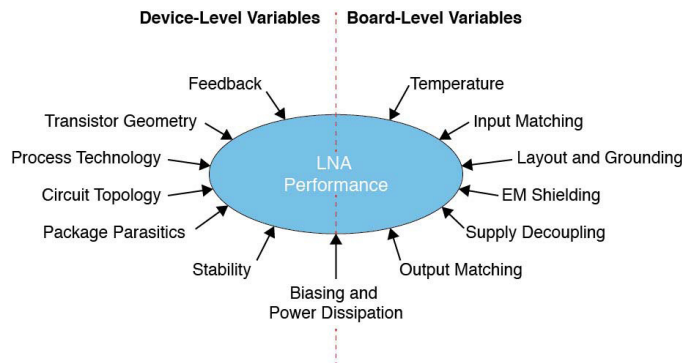 Device-Level Variables
Board-Level Variables
Feedback
Temperature
Transistor Geometry
Input Matching
Process Technology
Layout and Grounding
LNA
Performance
Circuit Topology
EM Shielding
Package Parasitics
Supply Decoupling
Stability
Output Matching
Biasing and
Power Dissipation